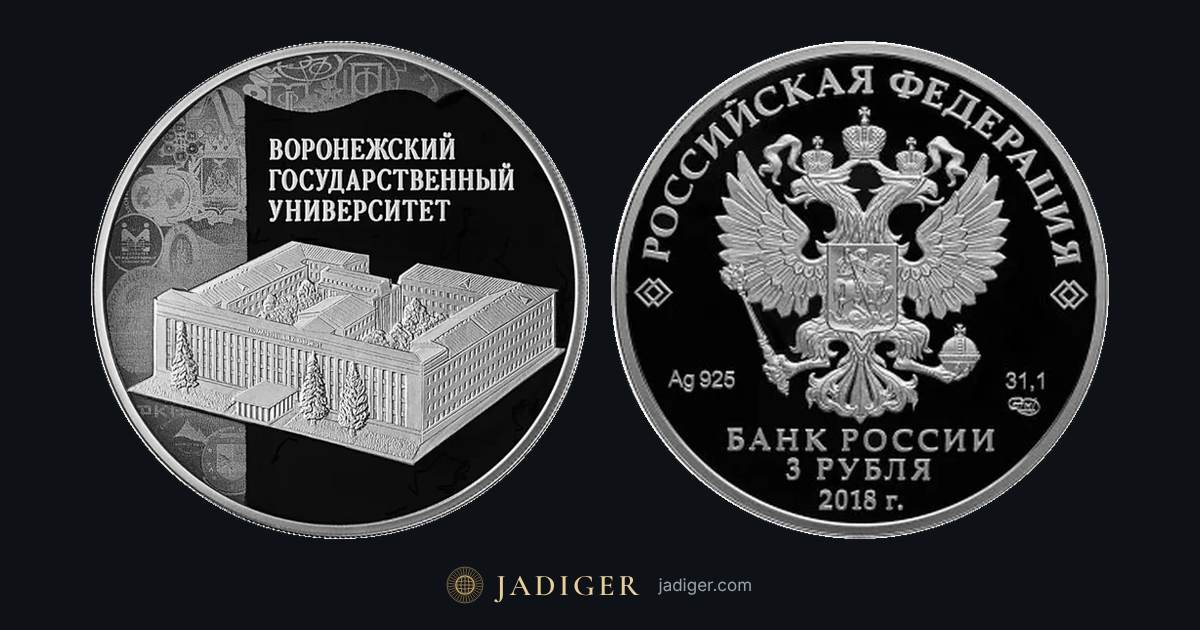 ВОРОНЕЖСКИЙ
ГОСУДАРСТВЕННЫЙ
УНИВЕРСИТЕТ
РОССИЙСКАЯ ФЕДЕРАЦИЯ
Ag 925
31,1
БАНК РОССИИ
3 РУБЛЯ
2018 г.
JADIGER
jadiger.com